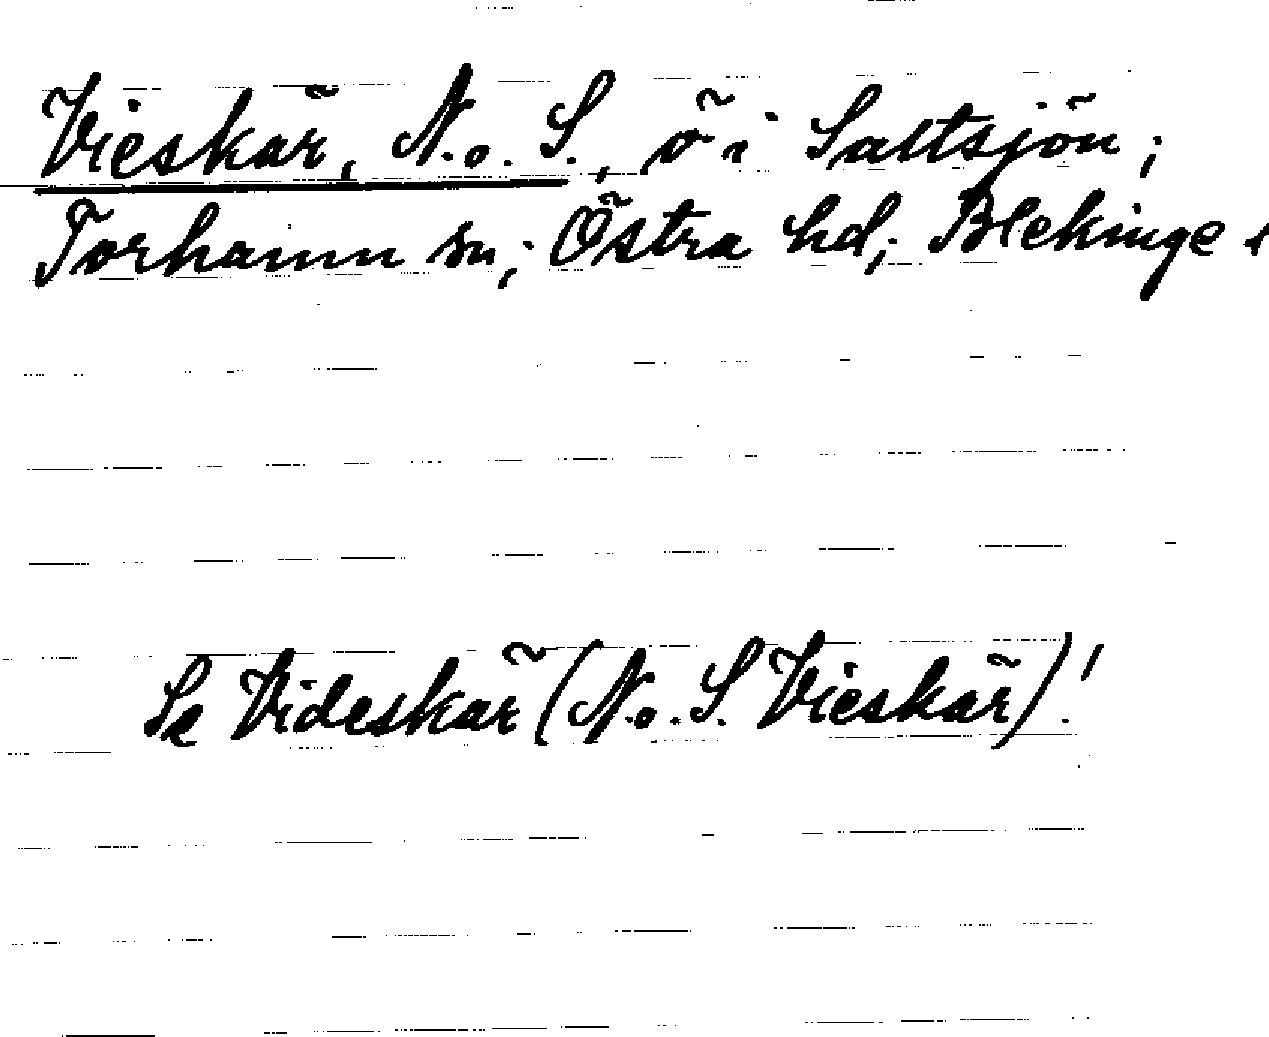 Vieskär, N. o. S., ö i Saltsjön;
Torhamn sn; Östra hd; Blekinge
Se Videskär (N. o. S. Vieskär)!